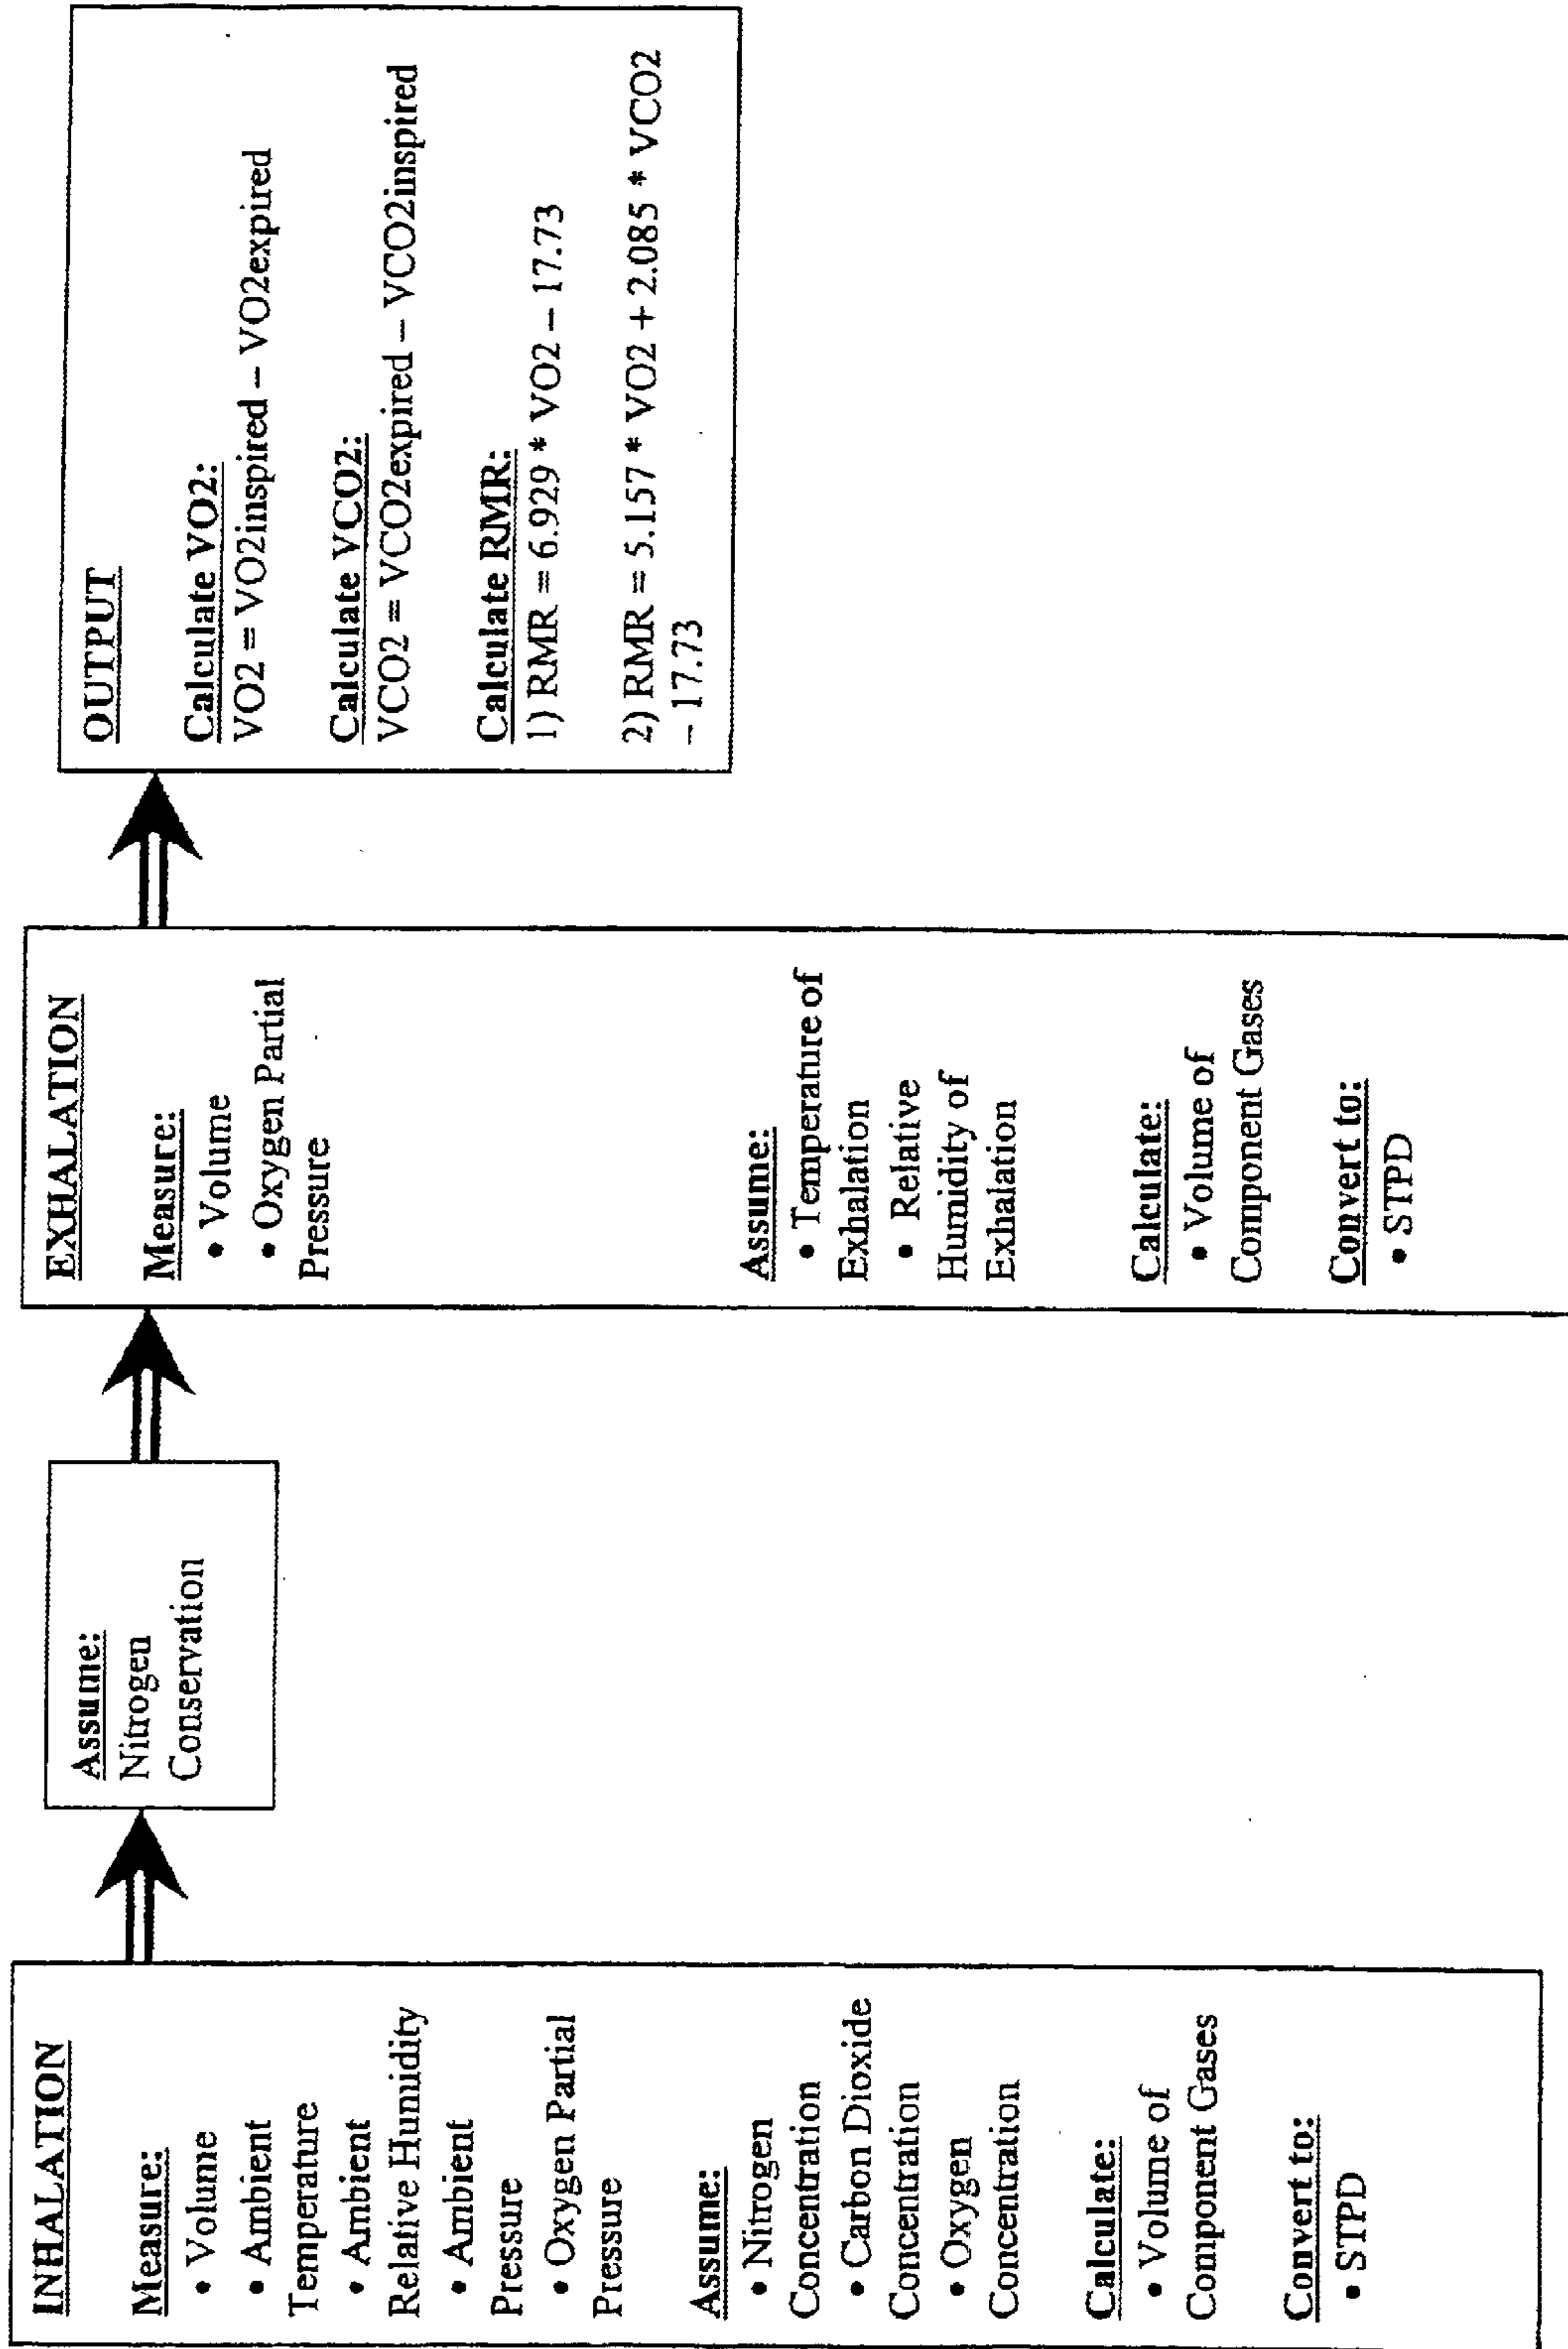 INHALATION
Measure:
• Volume
• Ambient
Temperature
• Ambient
Relative Humidity
• Ambient
Pressure
• Oxygen Partial
Pressure
Assume:
• Nitrogen
Concentration
• Carbon Dioxide
Concentration
• Oxygen
Concentration
Calculate:
• Volume of
Component Gases
Convert to:
• STPD
Assume:
Nitrogen
Conservation
EXHALATION
Measure:
• Volume
• Oxygen Partial
Pressure
Assume:
• Temperature of
Exhalation
• Relative
Humidity of
Exhalation
Calculate:
• Volume of
Component Gases
Convert to:
• STPD
OUTPUT
Calculate VO2:
VO2 = VO2inspired – VO2expired
Calculate VCO2:
VCO2 = VCO2expired – VCO2inspired
Calculate RMR:
1) RMR = 6.929 * VO2 – 17.73
2) RMR = 5.157 * VO2 + 2.085 * VCO2
– 17.73